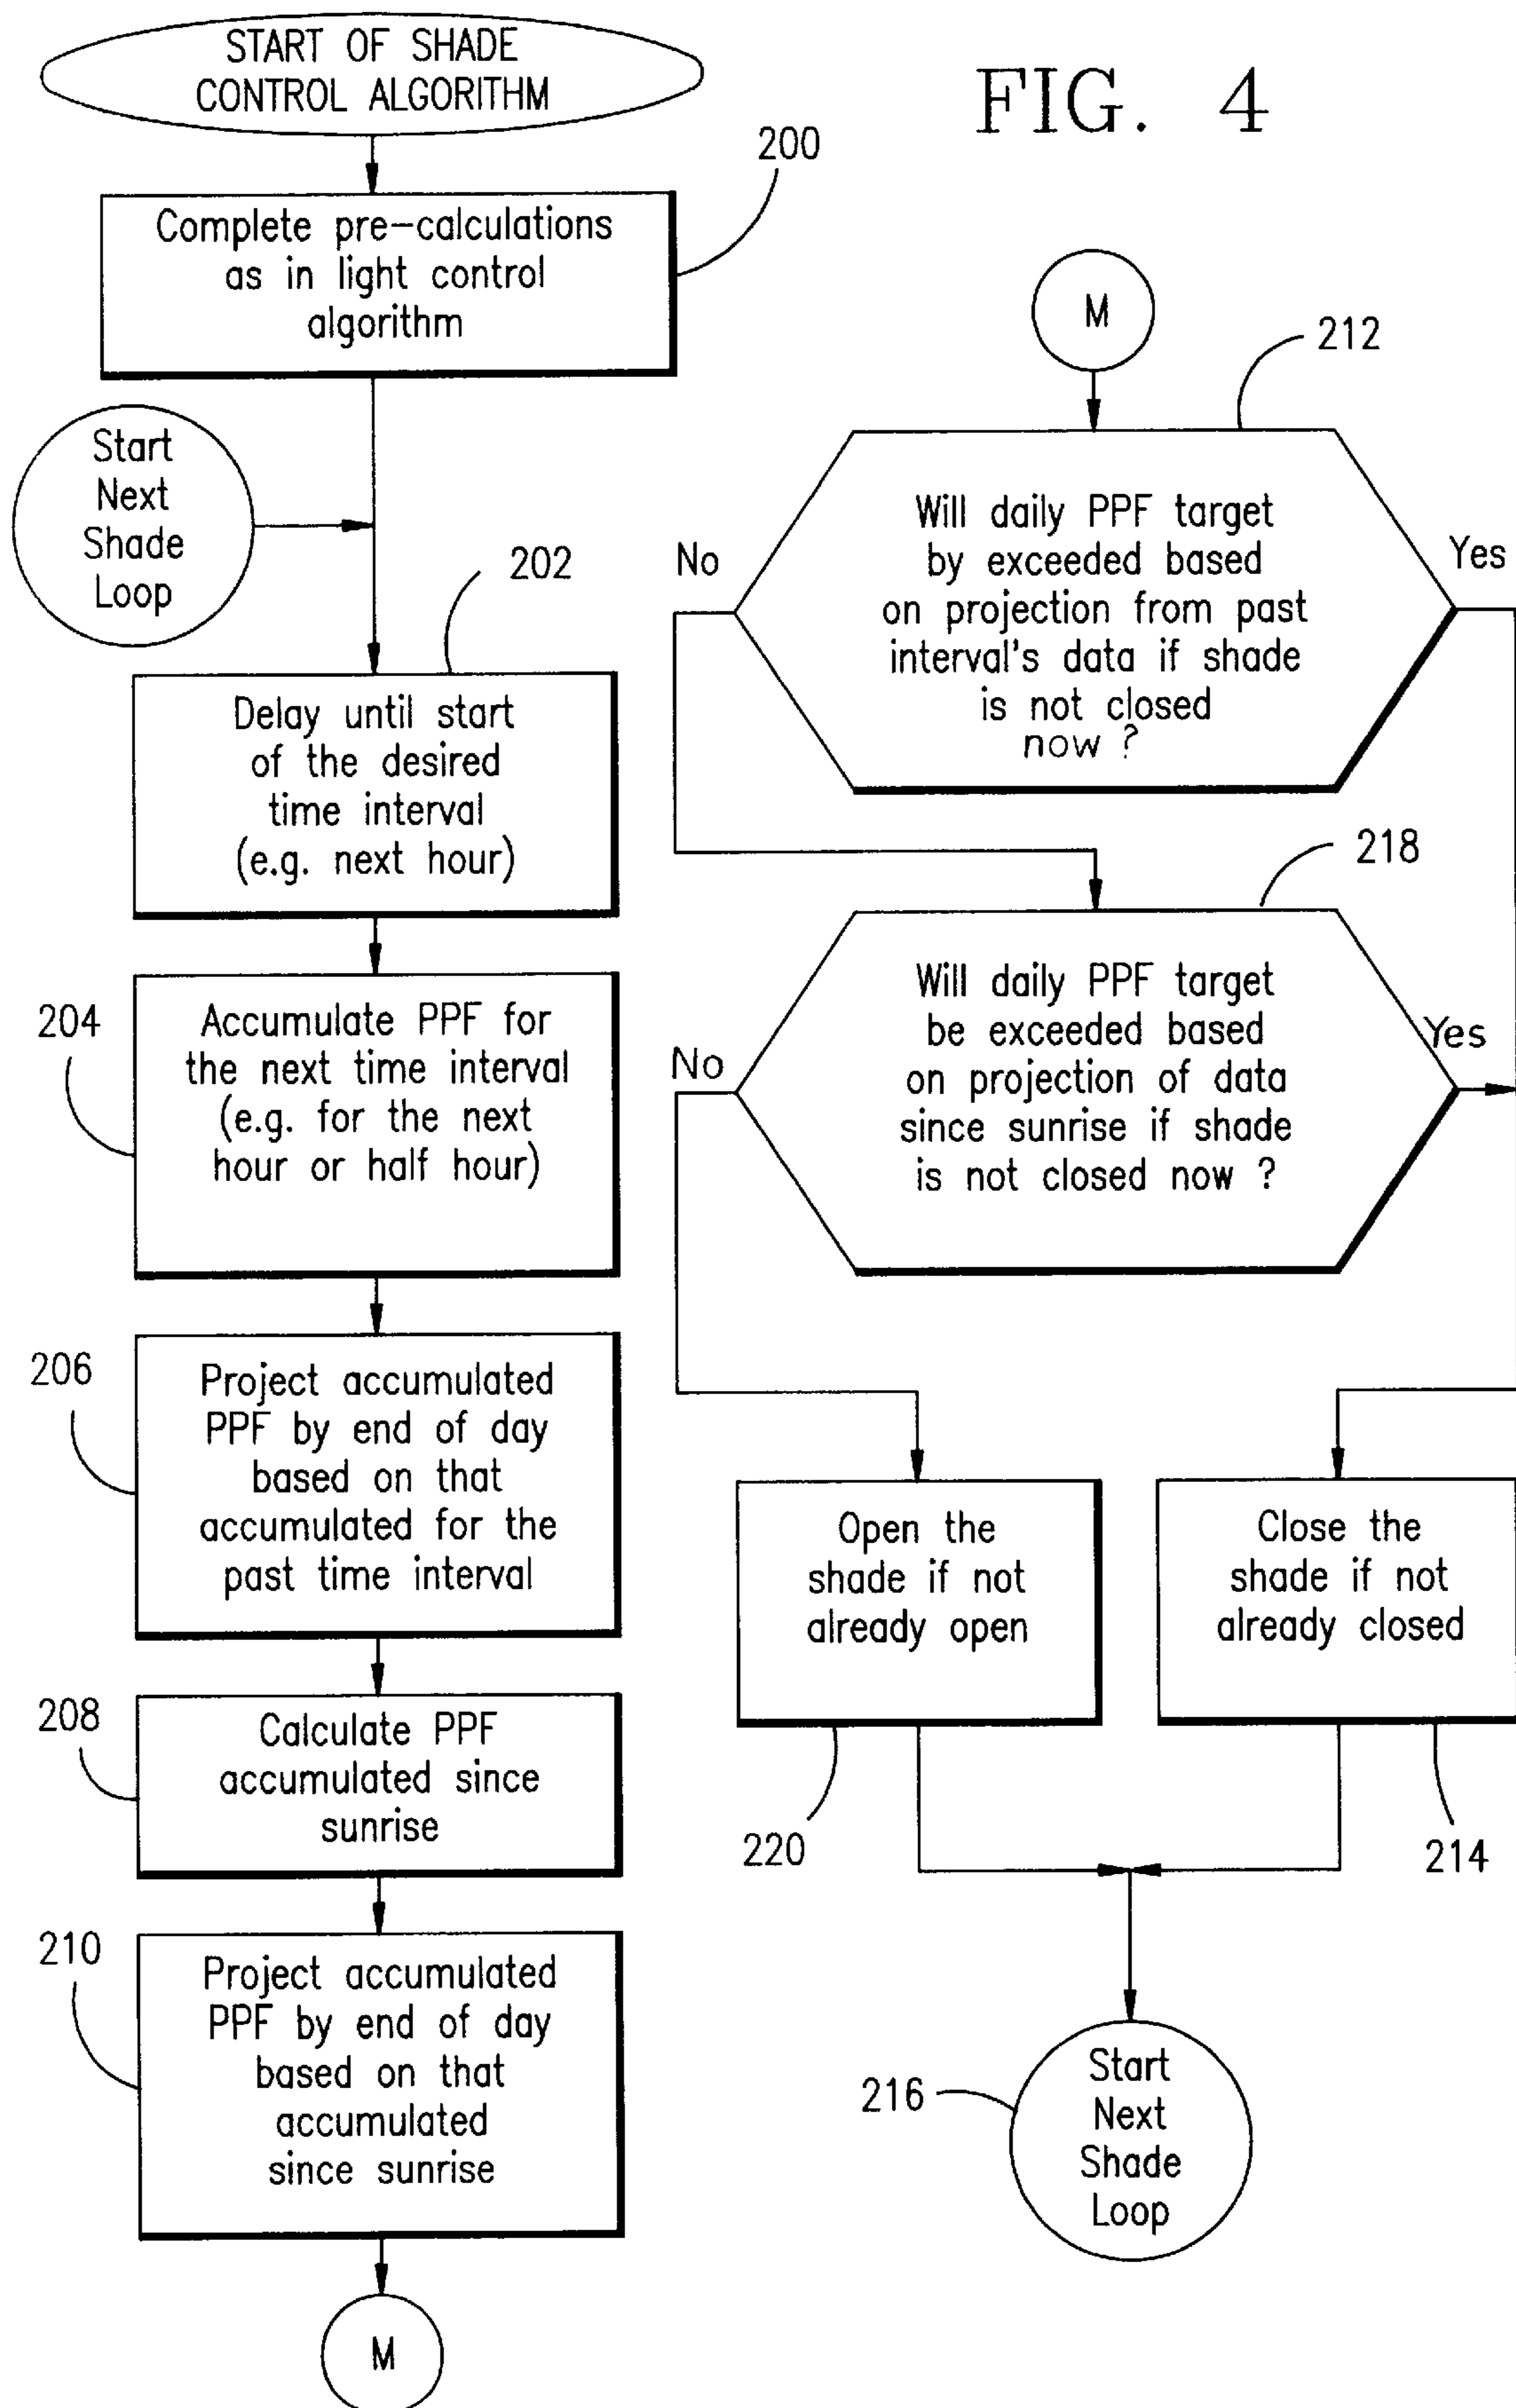 START OF SHADE
CONTROL ALGORITHM
FIG. 4
200
Complete pre-calculations
as in light control
algorithm
Start
Next
Shade
Loop
202
Delay until start
of the desired
time interval
(e.g. next hour)
204
Accumulate PPF for
the next time interval
(e.g. for the next
hour or half hour)
206
Project accumulated
PPF by end of day
based on that
accumulated for the
past time interval
208
Calculate PPF
accumulated since
sunrise
210
Project accumulated
PPF by end of day
based on that
accumulated
since sunrise
M
M
212
Will daily PPF target
by exceeded based
on projection from past
interval's data if shade
is not closed
now ?
No
Yes
218
Will daily PPF target
be exceeded based
on projection of data
since sunrise if shade
is not closed now ?
No
Yes
Open the
shade if not
already open
220
Close the
shade if not
already closed
214
216
Start
Next
Shade
Loop